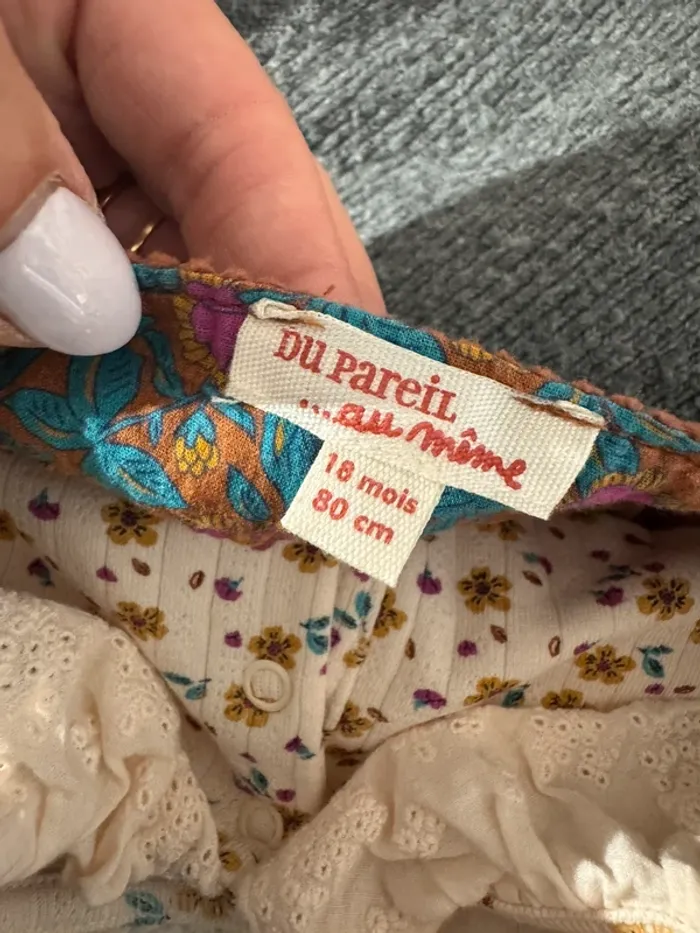 DU PAREIL
...au même
18 mois
80 cm